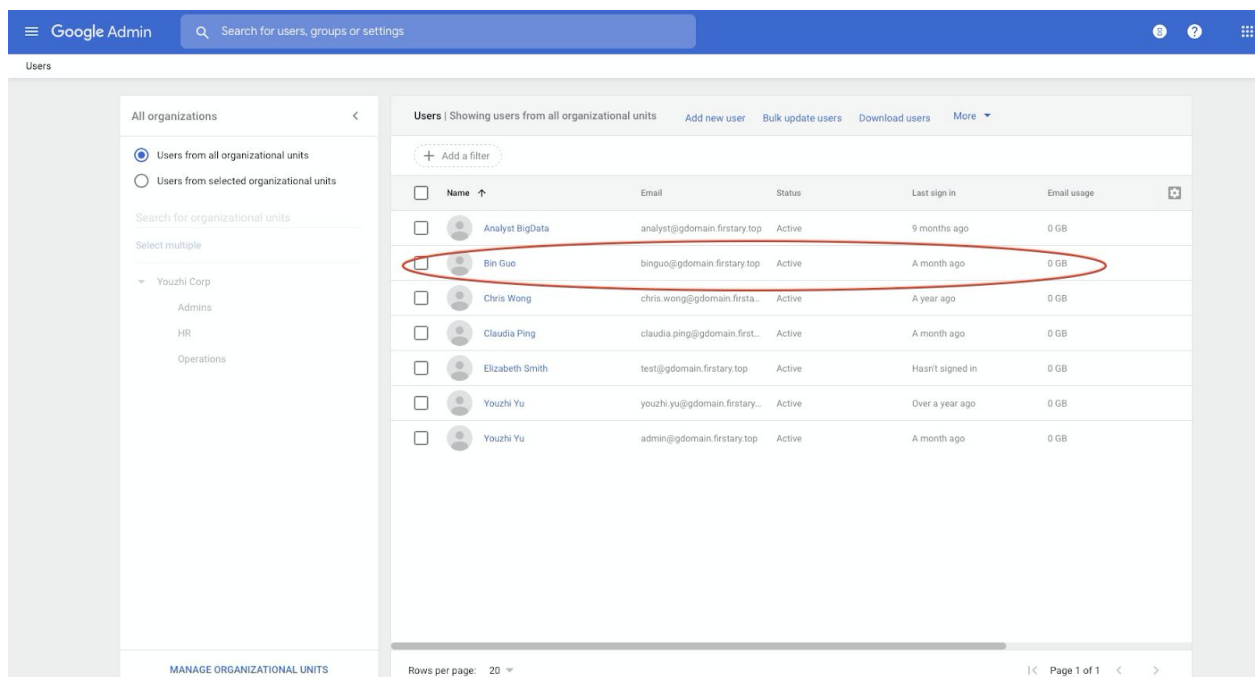 Google Admin
Search for users, groups or settings
Users
All organizations
Users from all organizational units
Users from selected organizational units
Search for organizational units
Select multiple
Youzhi Corp
Admins
HR
Operations
MANAGE ORGANIZATIONAL UNITS
Users | Showing users from all organizational units Add new user Bulk update users Download users More
Add a filter
Name Email Status Last sign in Email usage
Analyst BigData analyst@gdomain.firstary.top Active 9 months ago 0 GB
Bin Guo binguo@gdomain.firstary.top Active A month ago 0 GB
Chris Wong chris.wong@gdomain.firsta... Active A year ago 0 GB
Claudia Ping claudia.ping@gdomain.first... Active A month ago 0 GB
Elizabeth Smith test@gdomain.firstary.top Active Hasn't signed in 0 GB
Youzhi Yu youzhi.yu@gdomain.firstary... Active Over a year ago 0 GB
Youzhi Yu admin@gdomain.firstary.top Active A month ago 0 GB
Rows per page: 20 Page 1 of 1